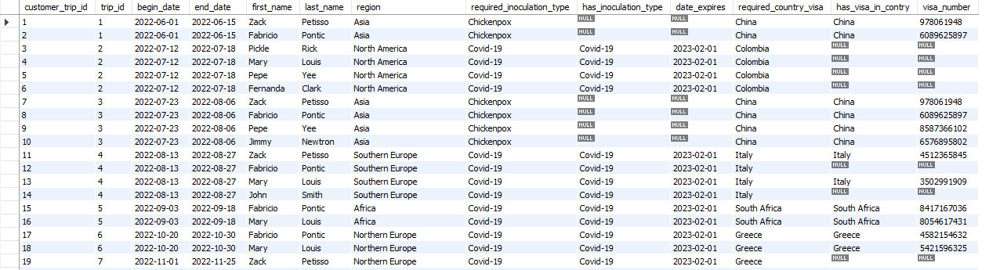 customer_trip_id trip_id begin_date end_date first_name last_name region required_inoculation_type has_inoculation_type date_expires required_country_visa has_visa_in_contry visa_number
1 1 2022-06-01 2022-06-15 Zack Petisso Asia Chickenpox NULL NULL China China 978061948
2 1 2022-06-01 2022-06-15 Fabricio Pontic Asia Chickenpox NULL NULL China China 6089625897
3 2 2022-07-12 2022-07-18 Pickle Rick North America Covid-19 Covid-19 2023-02-01 Colombia NULL NULL
4 2 2022-07-12 2022-07-18 Mary Louis North America Covid-19 Covid-19 2023-02-01 Colombia NULL NULL
5 2 2022-07-12 2022-07-18 Pepe Yee North America Covid-19 Covid-19 2023-02-01 Colombia NULL NULL
6 2 2022-07-12 2022-07-18 Fernanda Clark North America Covid-19 Covid-19 2023-02-01 Colombia NULL NULL
7 3 2022-07-23 2022-08-06 Zack Petisso Asia Chickenpox NULL NULL China China 978061948
8 3 2022-07-23 2022-08-06 Fabricio Pontic Asia Chickenpox NULL NULL China China 6089625897
9 3 2022-07-23 2022-08-06 Pepe Yee Asia Chickenpox NULL NULL China China 8587366102
10 3 2022-07-23 2022-08-06 Jimmy Newtron Asia Chickenpox NULL NULL China China 6576895802
11 4 2022-08-13 2022-08-27 Zack Petisso Southern Europe Covid-19 Covid-19 2023-02-01 Italy Italy 4512365845
12 4 2022-08-13 2022-08-27 Fabricio Pontic Southern Europe Covid-19 Covid-19 2023-02-01 Italy NULL NULL
13 4 2022-08-13 2022-08-27 Mary Louis Southern Europe Covid-19 Covid-19 2023-02-01 Italy Italy 3502991909
14 4 2022-08-13 2022-08-27 John Smith Southern Europe Covid-19 Covid-19 2023-02-01 Italy NULL NULL
15 5 2022-09-03 2022-09-18 Fabricio Pontic Africa Covid-19 Covid-19 2023-02-01 South Africa South Africa 8417167036
16 5 2022-09-03 2022-09-18 Mary Louis Africa Covid-19 Covid-19 2023-02-01 South Africa South Africa 8054617431
17 6 2022-10-20 2022-10-30 Fabricio Pontic Northern Europe Covid-19 Covid-19 2023-02-01 Greece Greece 4582154632
18 6 2022-10-20 2022-10-30 Mary Louis Northern Europe Covid-19 Covid-19 2023-02-01 Greece Greece 5421596325
19 7 2022-11-01 2022-11-25 Zack Petisso Northern Europe Covid-19 Covid-19 2023-02-01 Greece NULL NULL